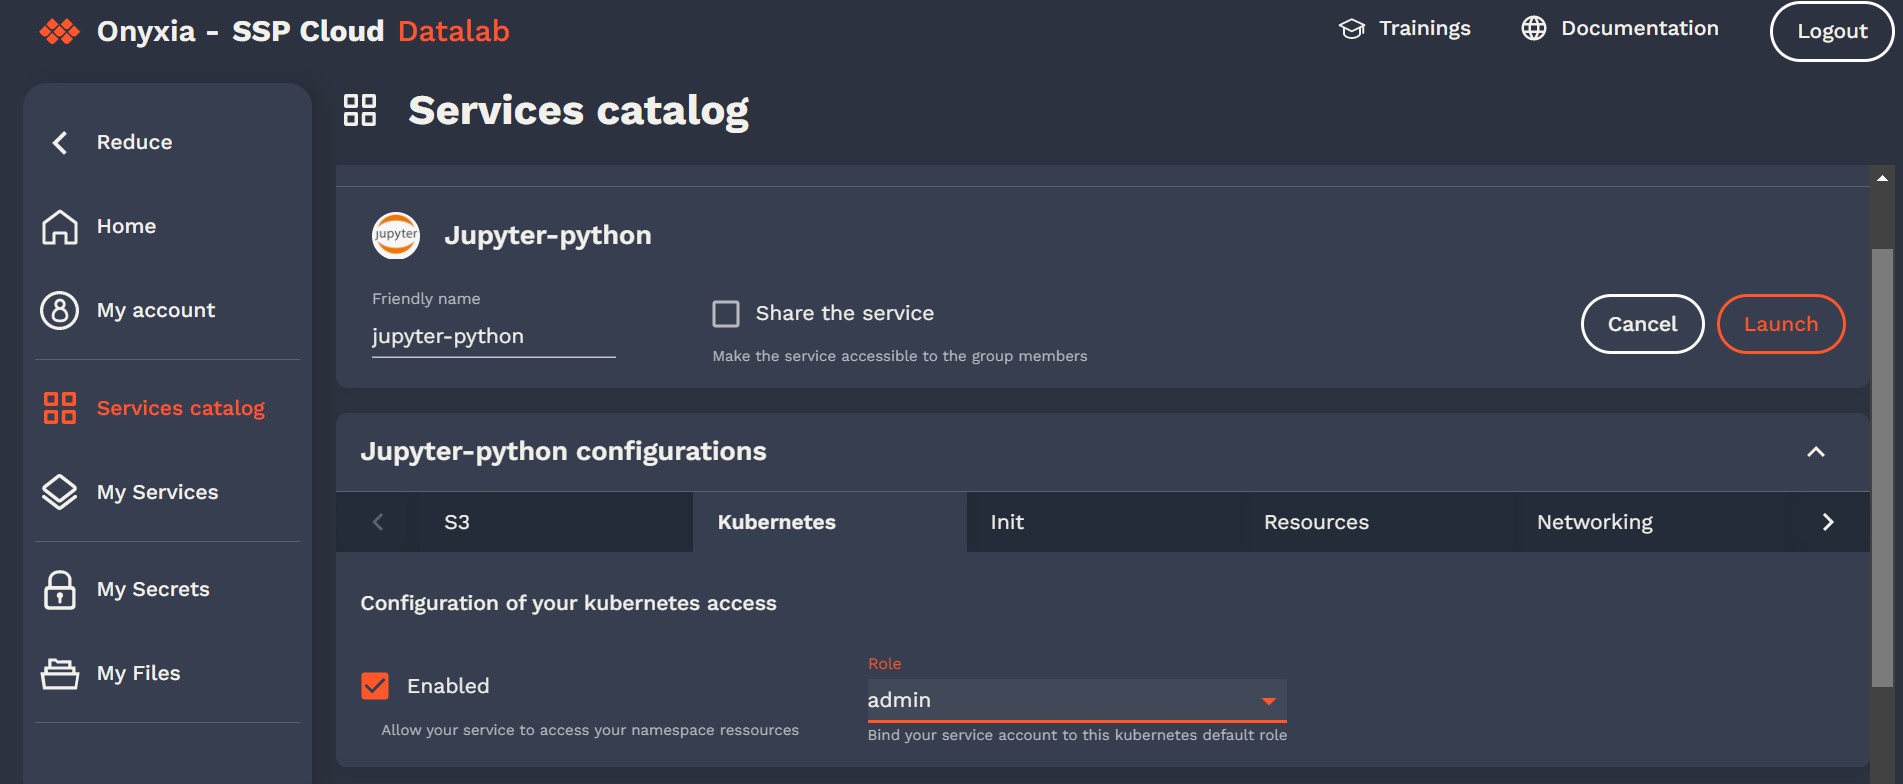 Onyxia - SSP Cloud Datalab
Trainings
Documentation
Logout
Reduce
Home
My account
Services catalog
My Services
My Secrets
My Files
Services catalog
jupyter
Jupyter-python
Friendly name
jupyter-python
Share the service
Make the service accessible to the group members
Cancel
Launch
Jupyter-python configurations
S3
Kubernetes
Init
Resources
Networking
Configuration of your kubernetes access
Enabled
Allow your service to access your namespace ressources
Role
admin
Bind your service account to this kubernetes default role